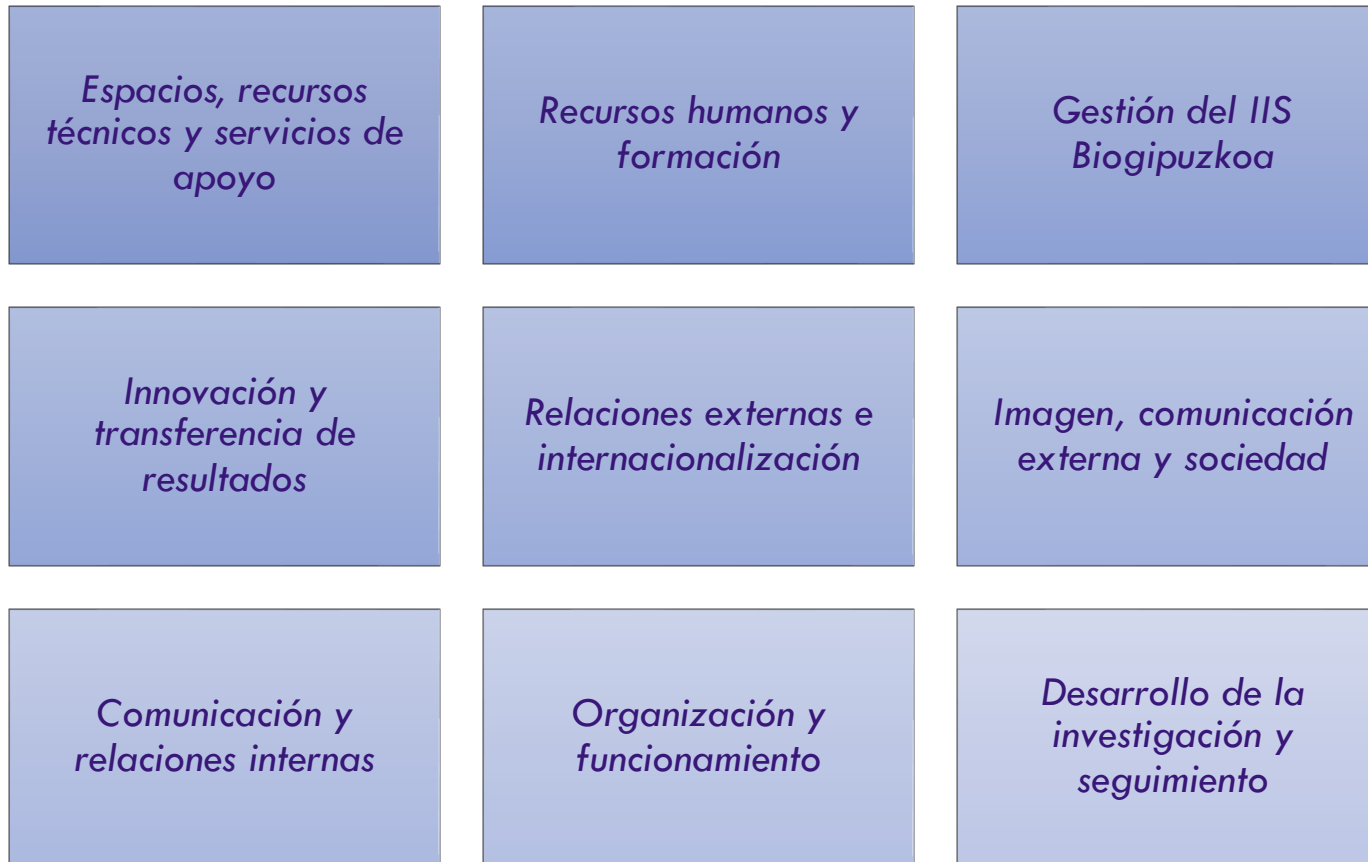 Espacios, recursos
técnicos y servicios de
apoyo
Recursos humanos y
formación
Gestión del IIS
Biogipuzkoa
Innovación y
transferencia de
resultados
Relaciones externas e
internacionalización
Imagen, comunicación
externa y sociedad
Comunicación y
relaciones internas
Organización y
funcionamiento
Desarrollo de la
investigación y
seguimiento